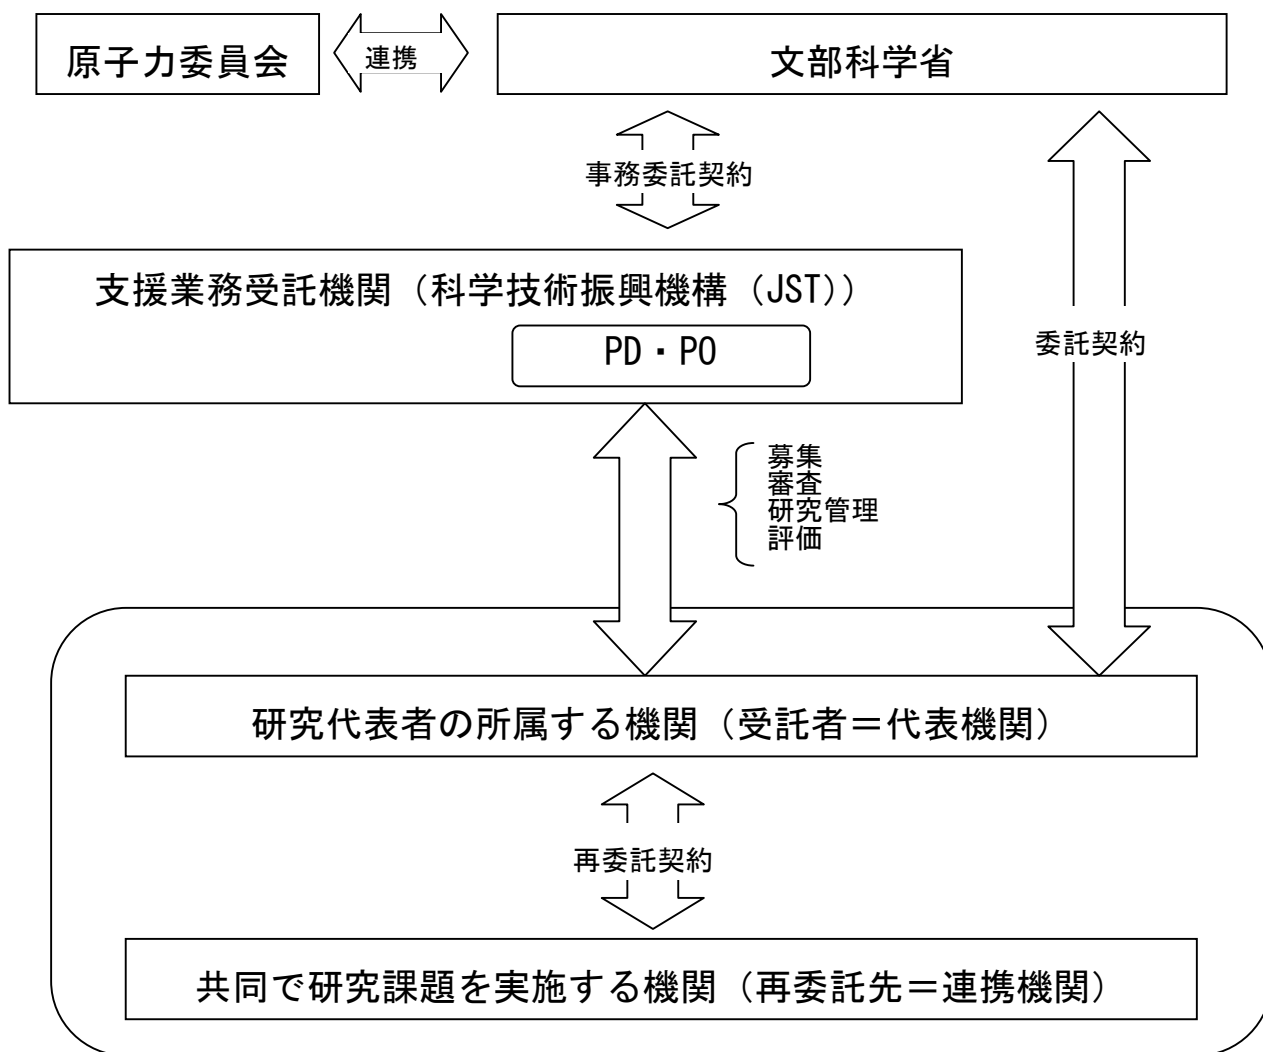 原子力委員会
連携
文部科学省
事務委託契約
支援業務受託機関（科学技術振興機構（JST））
PD・PO
委託契約
募集
審査
研究管理
評価
研究代表者の所属する機関（受託者＝代表機関）
再委託契約
共同で研究課題を実施する機関（再委託先＝連携機関）